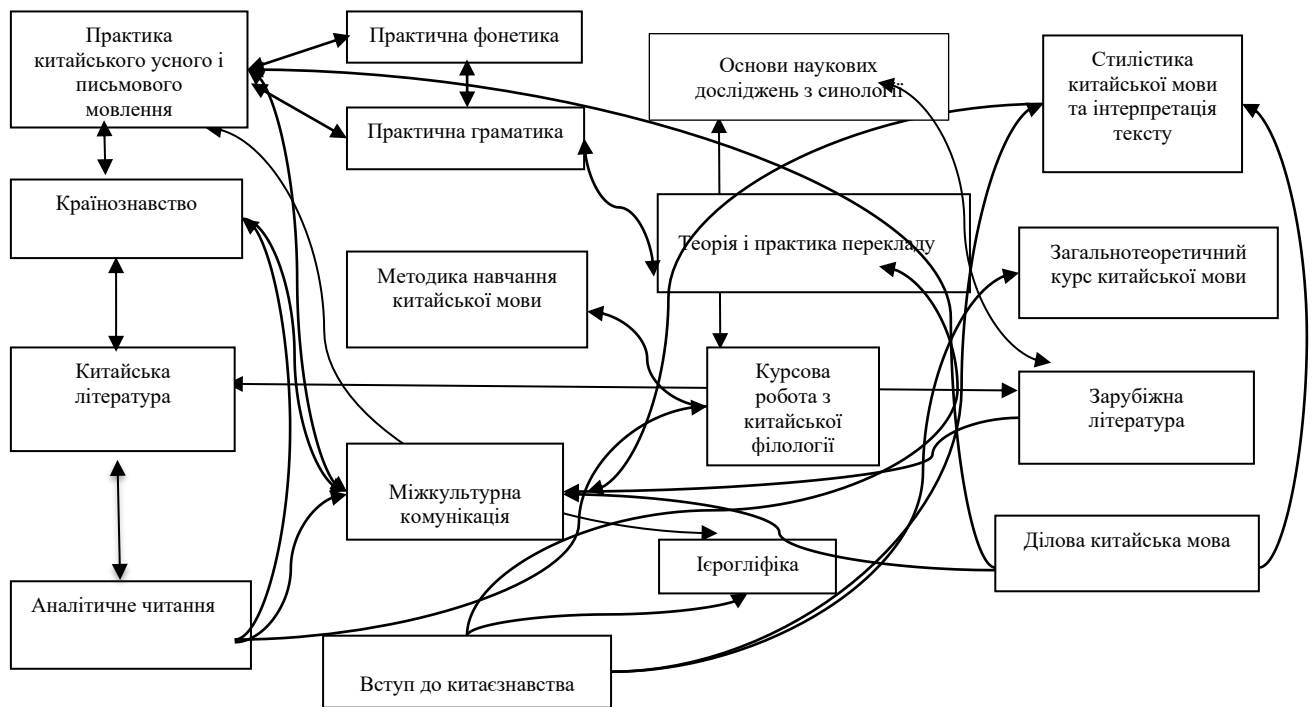 Практика
китайського усного і
письмового
мовлення
Практична фонетика
Основи наукових
досліджень з синології
Стилістика
китайської мови
та інтерпретація
тексту
Практична граматика
Країнознавство
Теорія і практика перекладу
Методика навчання
китайської мови
Загальнотеоретичний
курс китайської мови
Китайська
література
Курсова
робота з
китайської
філології
Зарубіжна
література
Міжкультурна
комунікація
Ієрогліфіка
Ділова китайська мова
Аналітичне читання
Вступ до китаєзнавства